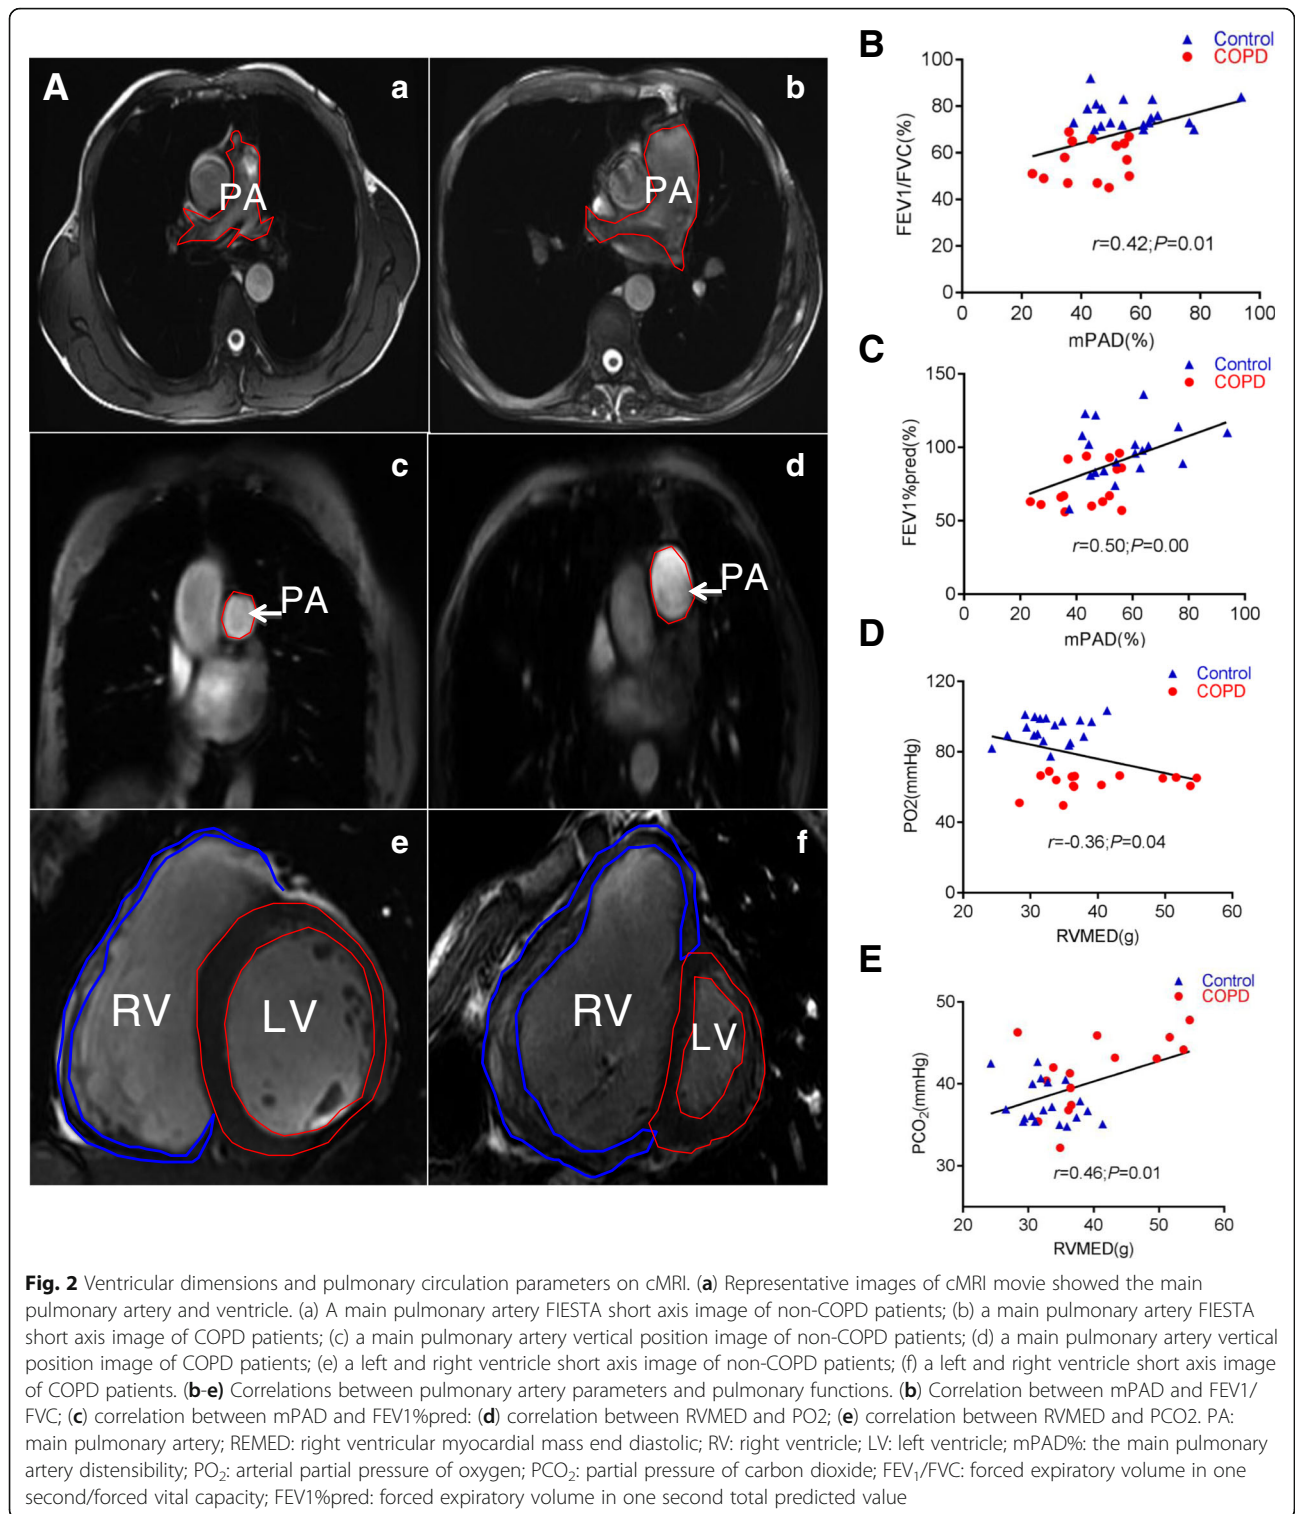 A
a
b
PA
PA
c
d
PA
PA
e
f
RV
LV
RV
LV
B
Control
COPD
FEV1/FVC(%)
100
80
60
40
20
0
r=0.42;P=0.01
0 20 40 60 80 100
mPAD(%)
C
Control
COPD
FEV1%pred(%)
150
100
50
0
r=0.50;P=0.00
0 20 40 60 80 100
mPAD(%)
D
Control
COPD
PO2(mmHg)
120
80
40
0
r=-0.36;P=0.04
20 30 40 50 60
RVMED(g)
E
Control
COPD
PCO₂(mmHg)
50
40
30
r=0.46;P=0.01
20 30 40 50 60
RVMED(g)
Fig. 2 Ventricular dimensions and pulmonary circulation parameters on cMRI. (a) Representative images of cMRI movie showed the main
pulmonary artery and ventricle. (a) A main pulmonary artery FIESTA short axis image of non-COPD patients; (b) a main pulmonary artery FIESTA
short axis image of COPD patients; (c) a main pulmonary artery vertical position image of non-COPD patients; (d) a main pulmonary artery vertical
position image of COPD patients; (e) a left and right ventricle short axis image of non-COPD patients; (f) a left and right ventricle short axis image
of COPD patients. (b-e) Correlations between pulmonary artery parameters and pulmonary functions. (b) Correlation between mPAD and FEV1/
FVC; (c) correlation between mPAD and FEV1%pred: (d) correlation between RVMED and PO2; (e) correlation between RVMED and PCO2. PA:
main pulmonary artery; REMED: right ventricular myocardial mass end diastolic; RV: right ventricle; LV: left ventricle; mPAD%: the main pulmonary
artery distensibility; PO₂: arterial partial pressure of oxygen; PCO₂: partial pressure of carbon dioxide; FEV₁/FVC: forced expiratory volume in one
second/forced vital capacity; FEV1%pred: forced expiratory volume in one second total predicted value